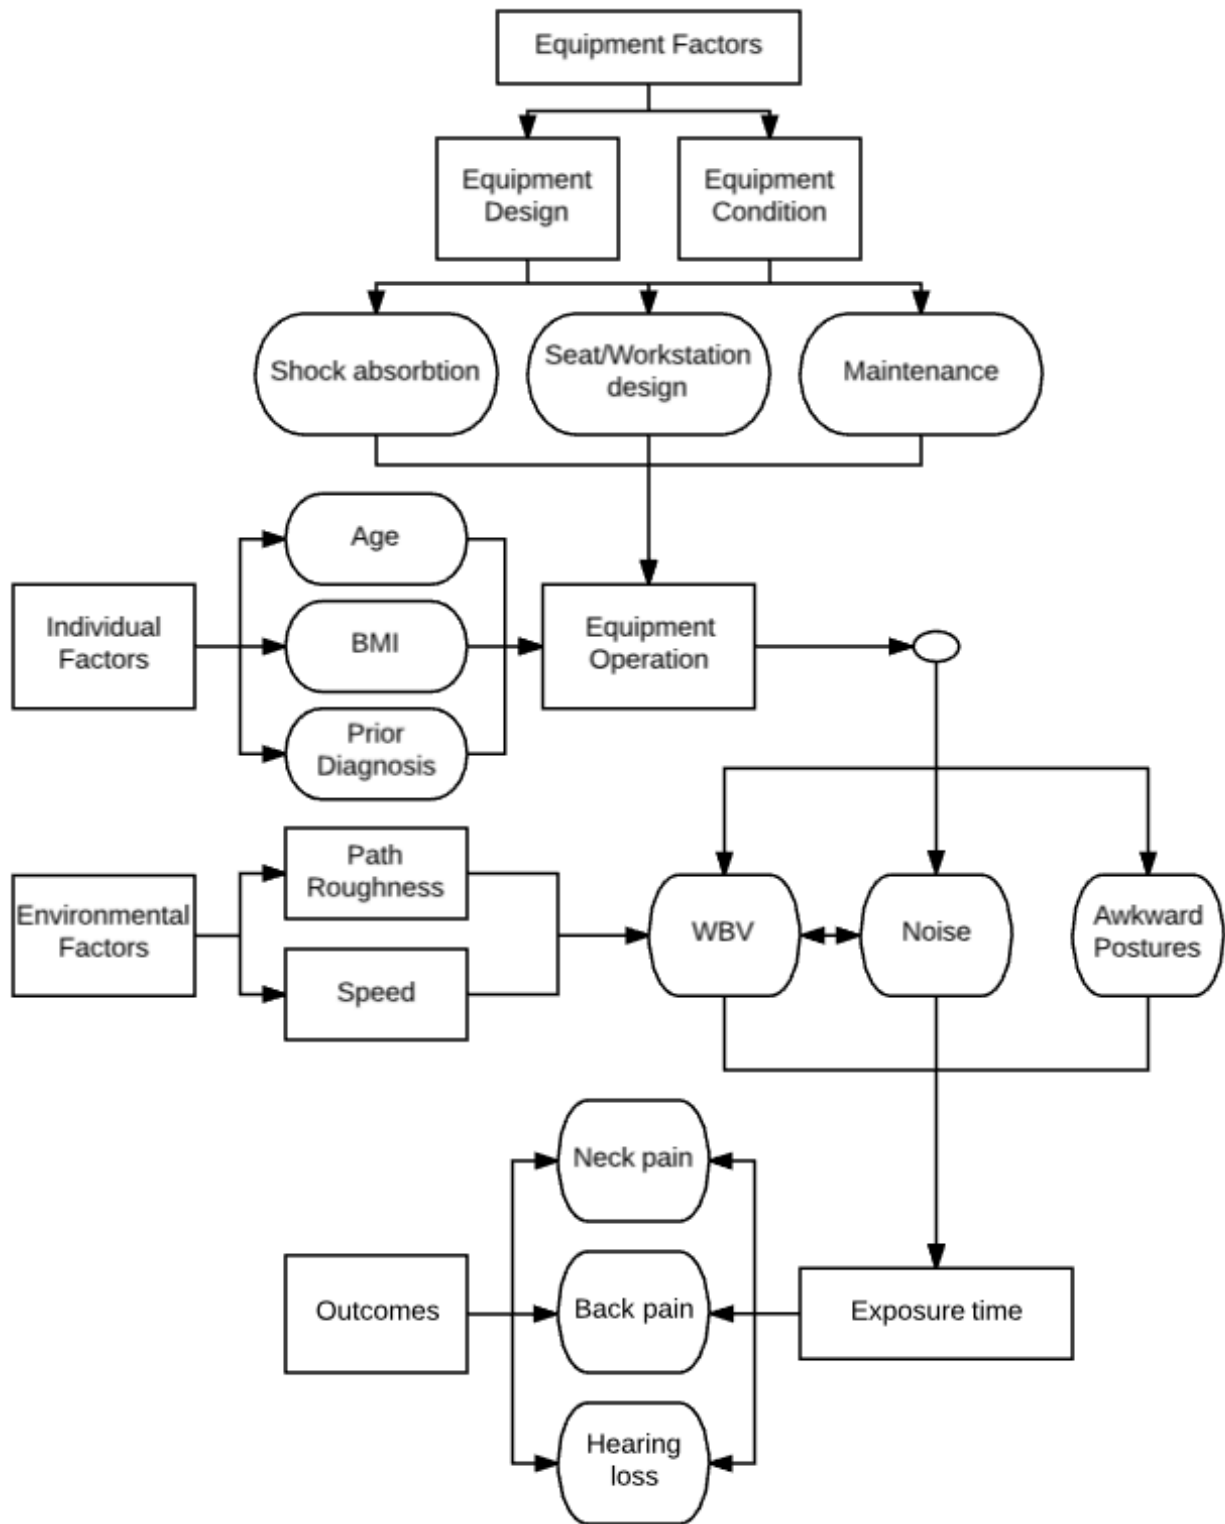 Equipment Factors
Equipment
Design
Equipment
Condition
Shock absorbtion
Seat/Workstation
design
Maintenance
Age
Individual
Factors
BMI
Equipment
Operation
Prior
Diagnosis
Path
Roughness
Environmental
Factors
WBV
Noise
Awkward
Postures
Speed
Neck pain
Outcomes
Back pain
Exposure time
Hearing
loss